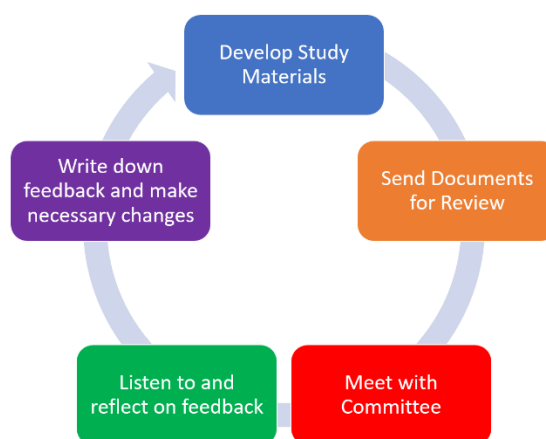 Develop Study
Materials
Send Documents
for Review
Meet with
Committee
Listen to and
reflect on feedback
Write down
feedback and make
necessary changes